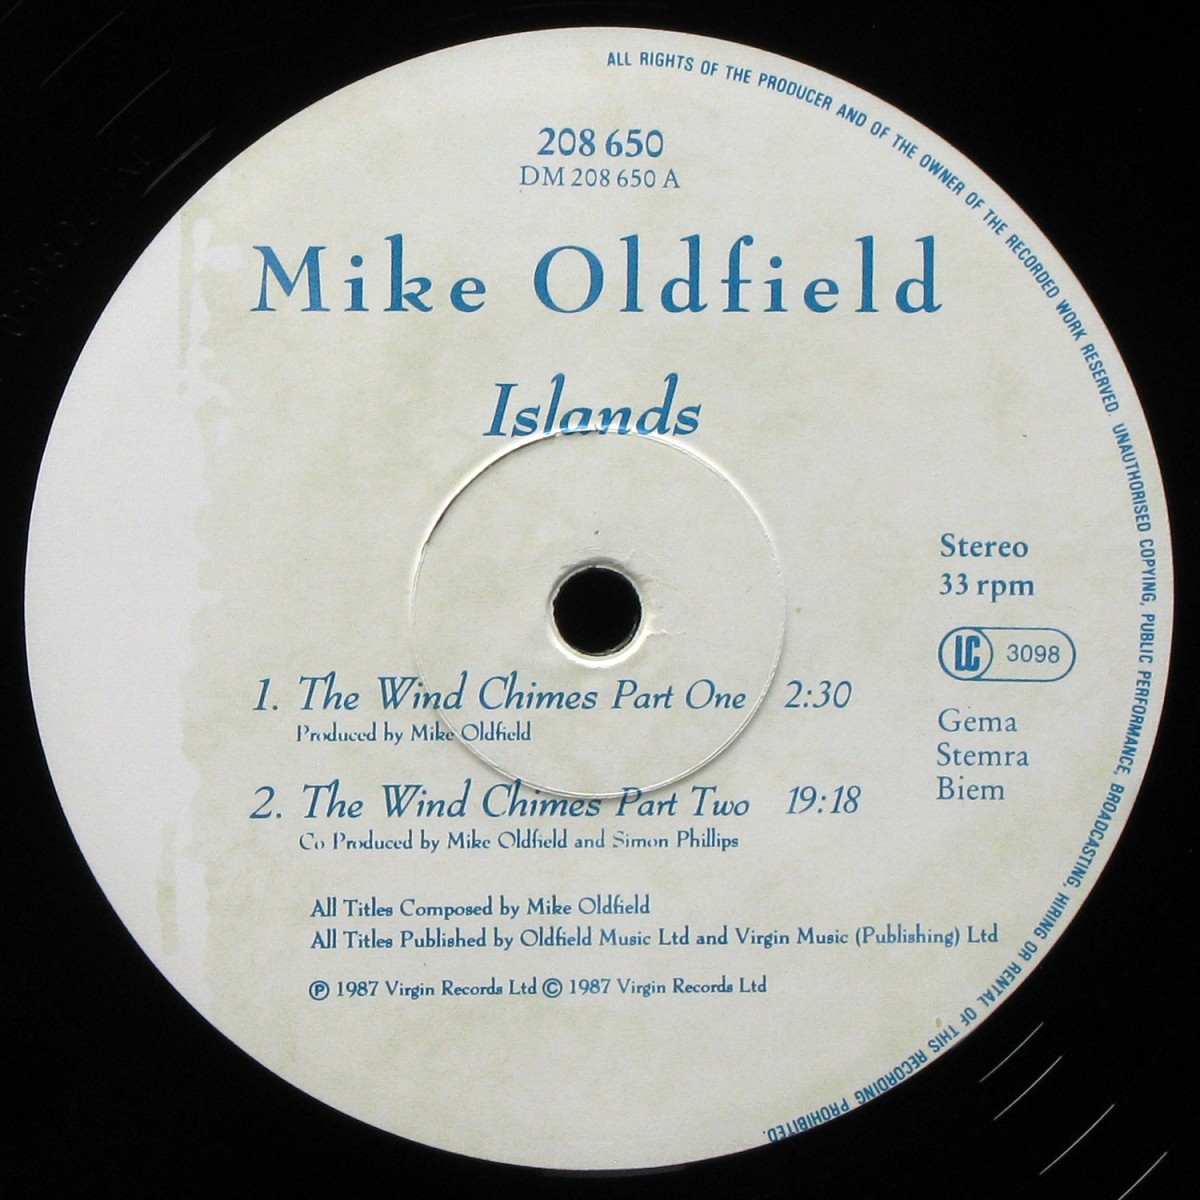 ALL RIGHTS OF THE PRODUCER AND OF THE OWNER OF THE RECORDED WORK RESERVED. UNAUTHORISED COPYING, PUBLIC PERFORMANCE, BROADCASTING, HIRING OR RENTAL OF THIS RECORDING PROHIBITED.
208 650
DM 208 650 A
Mike Oldfield
Islands
Stereo
33 rpm
LC 3098
Gema
Stemra
Biem
1. The Wind Chimes Part One 2:30
Produced by Mike Oldfield
2. The Wind Chimes Part Two 19:18
Co Produced by Mike Oldfield and Simon Phillips
All Titles Composed by Mike Oldfield
All Titles Published by Oldfield Music Ltd and Virgin Music (Publishing) Ltd
℗ 1987 Virgin Records Ltd © 1987 Virgin Records Ltd